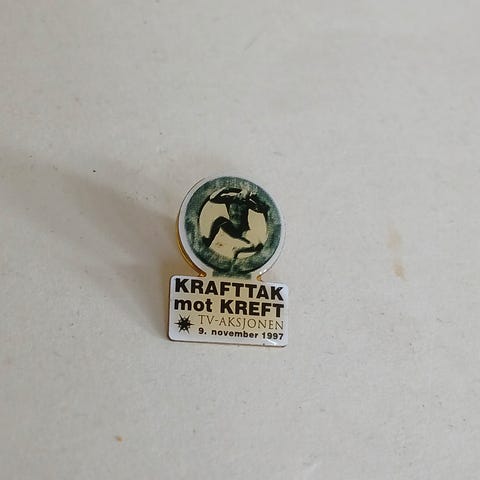 KRAFTTAK
mot KREFT
TV-AKSJONEN
9. november 1997